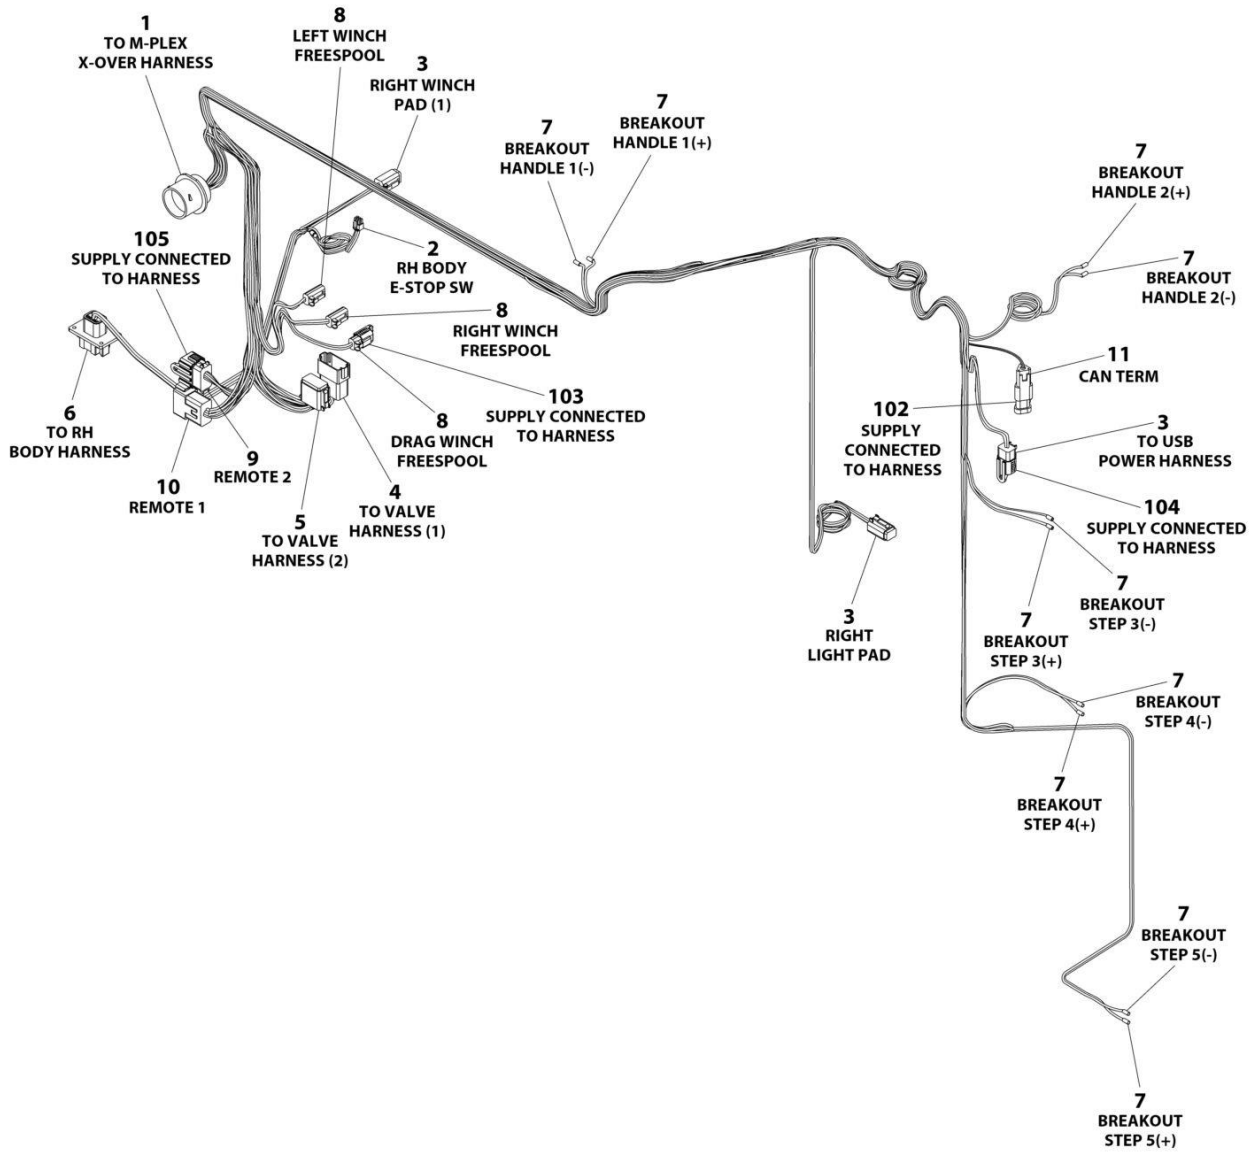 1
TO M-PLEX
X-OVER HARNESS
8
LEFT WINCH
FREESPOOL
3
RIGHT WINCH
PAD (1)
7
BREAKOUT
HANDLE 1(-)
7
BREAKOUT
HANDLE 1(+)
7
BREAKOUT
HANDLE 2(+)
7
BREAKOUT
HANDLE 2(-)
105
SUPPLY CONNECTED
TO HARNESS
2
RH BODY
E-STOP SW
8
RIGHT WINCH
FREESPOOL
11
CAN TERM
103
SUPPLY CONNECTED
TO HARNESS
102
SUPPLY
CONNECTED
TO HARNESS
3
TO USB
POWER HARNESS
6
TO RH
BODY HARNESS
8
DRAG WINCH
FREESPOOL
9
REMOTE 2
10
REMOTE 1
4
TO VALVE
HARNESS (1)
5
TO VALVE
HARNESS (2)
104
SUPPLY CONNECTED
TO HARNESS
7
BREAKOUT
STEP 3(-)
7
BREAKOUT
STEP 3(+)
3
RIGHT
LIGHT PAD
7
BREAKOUT
STEP 4(-)
7
BREAKOUT
STEP 4(+)
7
BREAKOUT
STEP 5(-)
7
BREAKOUT
STEP 5(+)